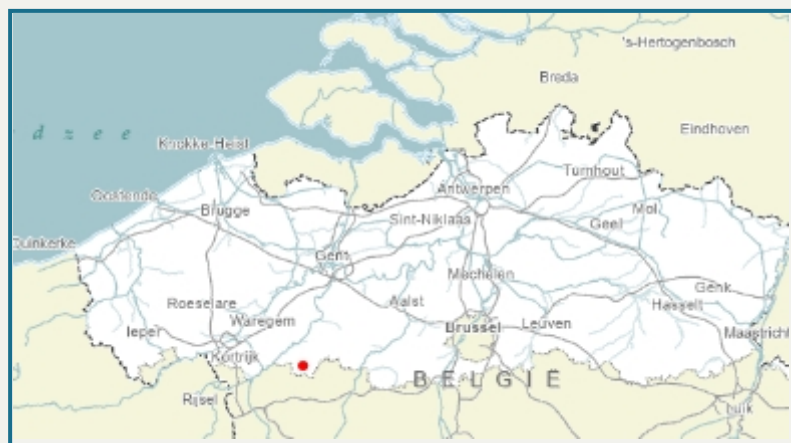 's-Hertogenbosch
Breda
d z e e
Eindhoven
Knokke-Heist
Turnhout
Oostende
Antwerpen
Mol
Brugge
Sint-Niklaas
Geel
Duinkerke
Gent
Mechelen
Genk
Roeselare
Aalst
Hasselt
Waregem
Ieper
Brussel
Leuven
Maastricht
Kortrijk
BELGIË
Rijsel
Luik